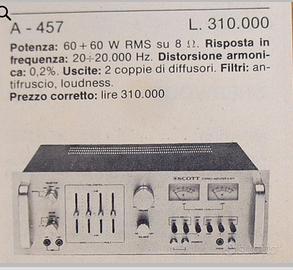 A - 457 L. 310.000
Potenza: 60+60 W RMS su 8 Ω. Risposta in
frequenza: 20÷20.000 Hz. Distorsione armoni-
ca: 0,2%. Uscite: 2 coppie di diffusori. Filtri: an-
tifruscio, loudness.
Prezzo corretto: lire 310.000
SCOTT